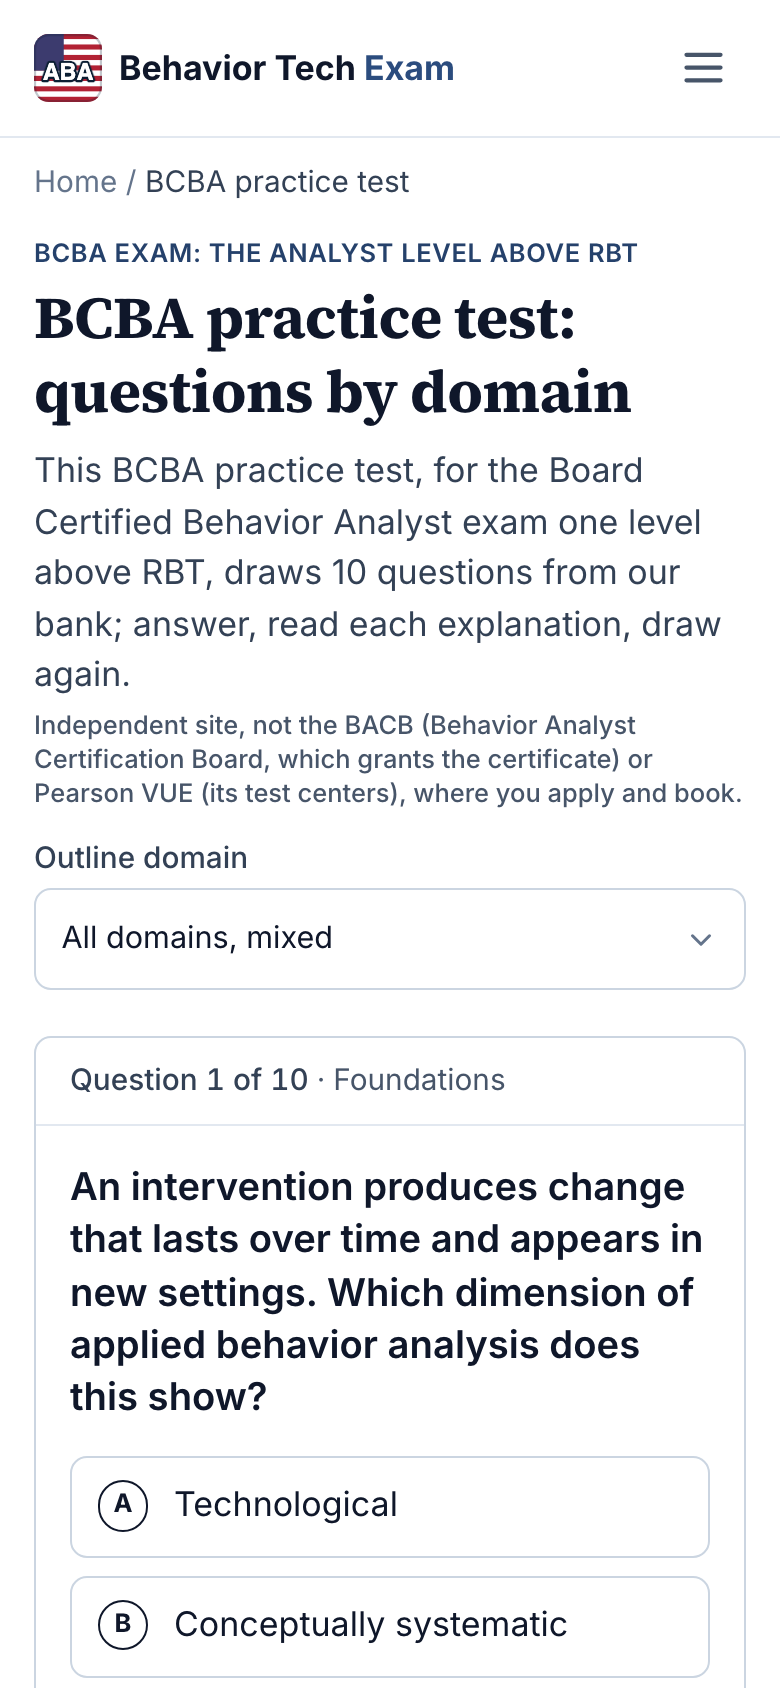 ABA Behavior Tech Exam
Home / BCBA practice test
BCBA EXAM: THE ANALYST LEVEL ABOVE RBT
BCBA practice test:
questions by domain
This BCBA practice test, for the Board
Certified Behavior Analyst exam one level
above RBT, draws 10 questions from our
bank; answer, read each explanation, draw
again.
Independent site, not the BACB (Behavior Analyst
Certification Board, which grants the certificate) or
Pearson VUE (its test centers), where you apply and book.
Outline domain
All domains, mixed
Question 1 of 10 · Foundations
An intervention produces change
that lasts over time and appears in
new settings. Which dimension of
applied behavior analysis does
this show?
A Technological
B Conceptually systematic